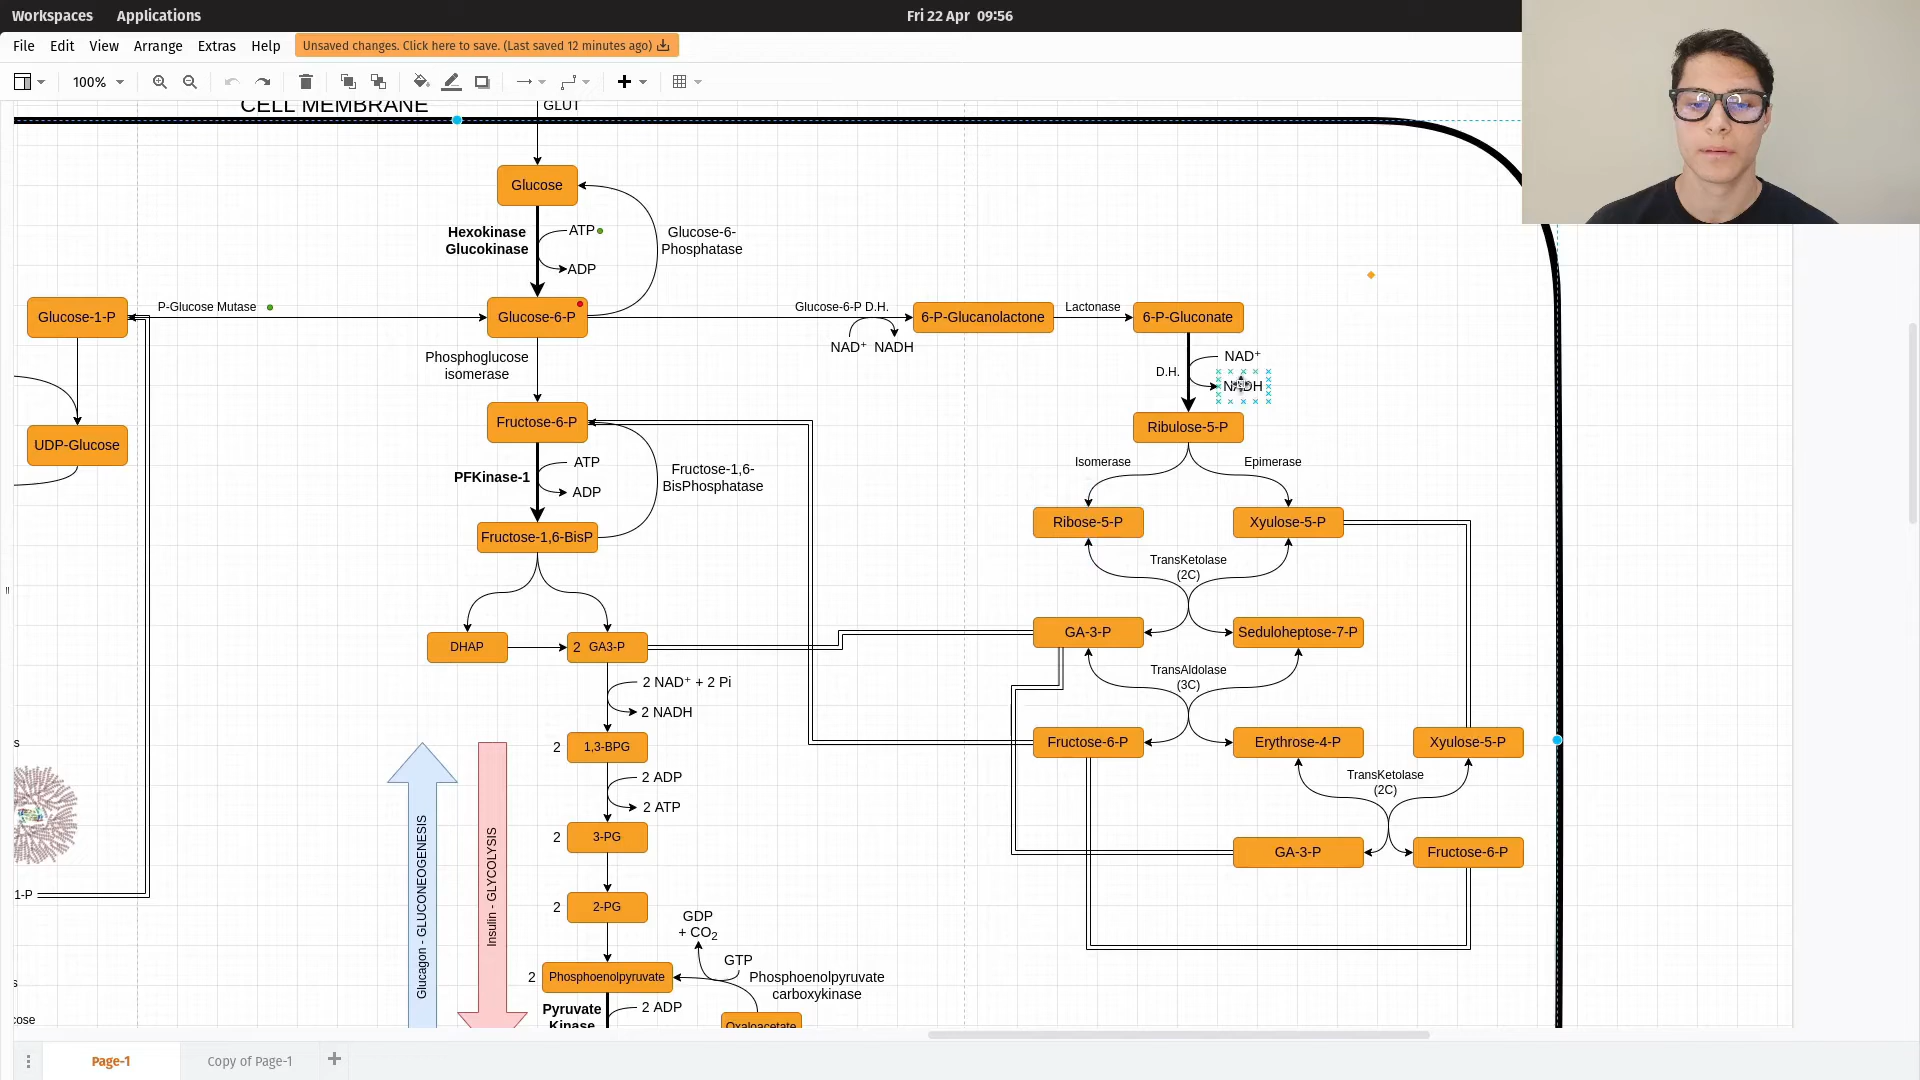 Workspaces Applications Fri 22 Apr 09:56
File Edit View Arrange Extras Help Unsaved changes. Click here to save. (Last saved 12 minutes ago)
100%
CELL MEMBRANE
GLUT
Glucose
Hexokinase
Glucokinase
ATP
ADP
Glucose-6-
Phosphatase
Glucose-1-P
P-Glucose Mutase
Glucose-6-P
Glucose-6-P D.H.
NAD⁺ NADH
6-P-Glucanolactone
Lactonase
6-P-Gluconate
Phosphoglucose
isomerase
D.H.
NAD⁺
NADH
UDP-Glucose
Fructose-6-P
Ribulose-5-P
PFKinase-1
ATP
ADP
Fructose-1,6-
BisPhosphatase
Isomerase
Epimerase
Fructose-1,6-BisP
Ribose-5-P
Xyulose-5-P
TransKetolase
(2C)
DHAP
2 GA3-P
GA-3-P
Seduloheptose-7-P
2 NAD⁺ + 2 Pi
2 NADH
TransAldolase
(3C)
2 1,3-BPG
Fructose-6-P
Erythrose-4-P
Xyulose-5-P
2 ADP
2 ATP
TransKetolase
(2C)
2 3-PG
GA-3-P
Fructose-6-P
Glucagon - GLUCONEOGENESIS
Insulin - GLYCOLYSIS
1-P
2 2-PG
GDP
+ CO₂
GTP
2 Phosphoenolpyruvate
Phosphoenolpyruvate
carboxykinase
Pyruvate
Kinase
2 ADP
Oxaloacetate
s
s
cose
Page-1 Copy of Page-1